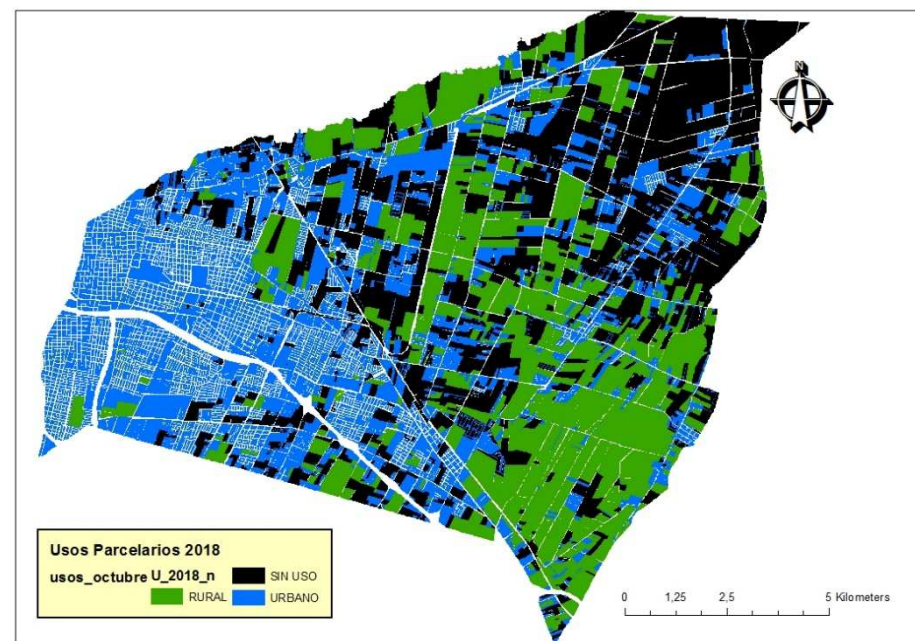 N
Usos Parcelarios 2018
usos_octubre U_2018_n SIN USO
RURAL URBANO
0 1,25 2,5 5 Kilometers